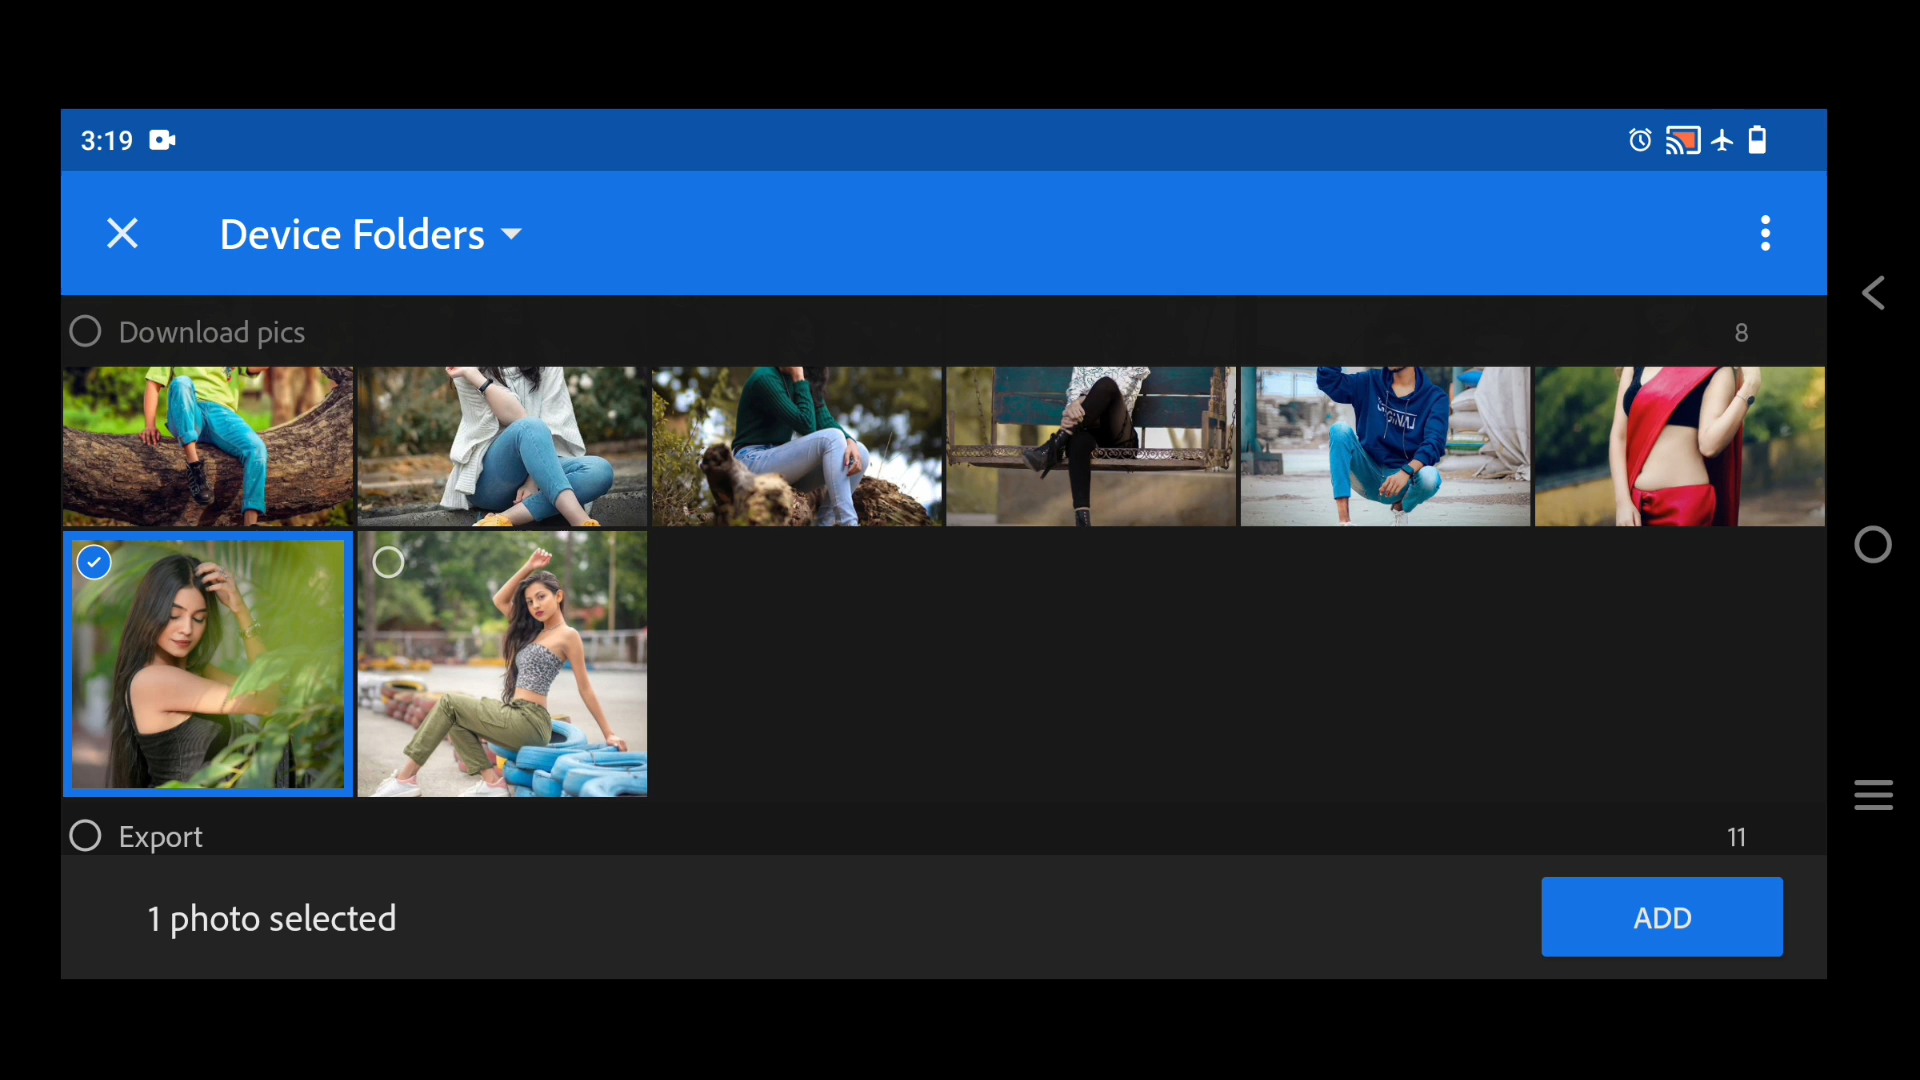 3:19
Device Folders
Download pics 8
Export 11
1 photo selected
ADD